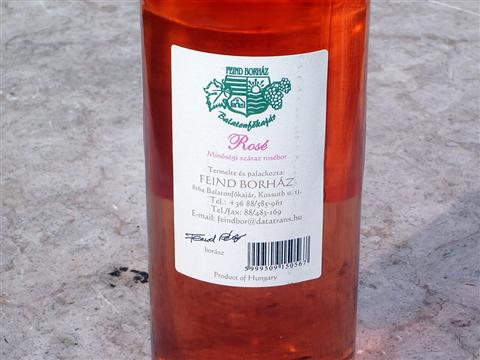 FEIND BORHÁZ
Balatonfőkajár
Rosé
Minőségi száraz rosébor
Termelte és palackozta:
FEIND BORHÁZ
8164 Balatonfőkajár, Kossuth u. 13.
Tel.: +36 88/585-961
Tel./fax: 88/483-169
E-mail: feindbor@datatrans.hu
borász
5999509150567
Product of Hungary